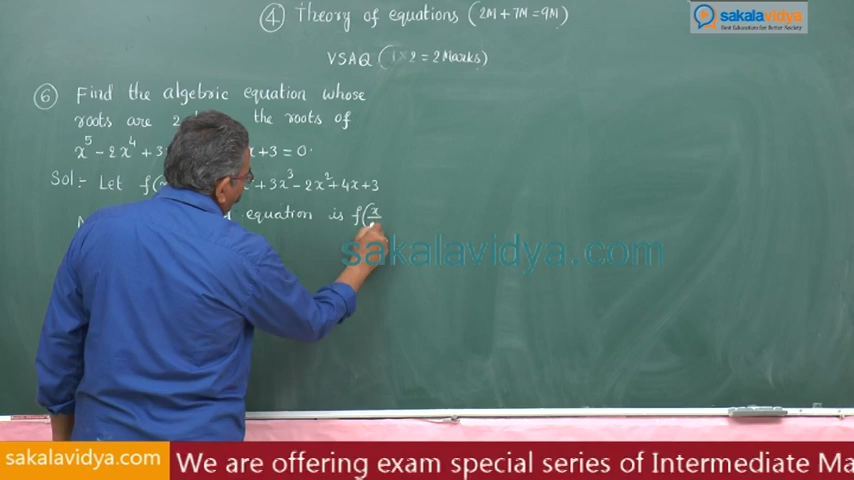 ④ Theory of equations (2M + 7M = 9M)
sakalavidya
Best Education for Better Society
VSAQ (1 × 2 = 2 Marks)
⑥ Find the algebric equation whose
roots are 2 the roots of
x⁵ - 2x⁴ + 3 x + 3 = 0.
Sol: Let f( + 3x³ - 2x² + 4x + 3
equation is f(x/
sakalavidya.com
sakalavidya.com We are offering exam special series of Intermediate Ma